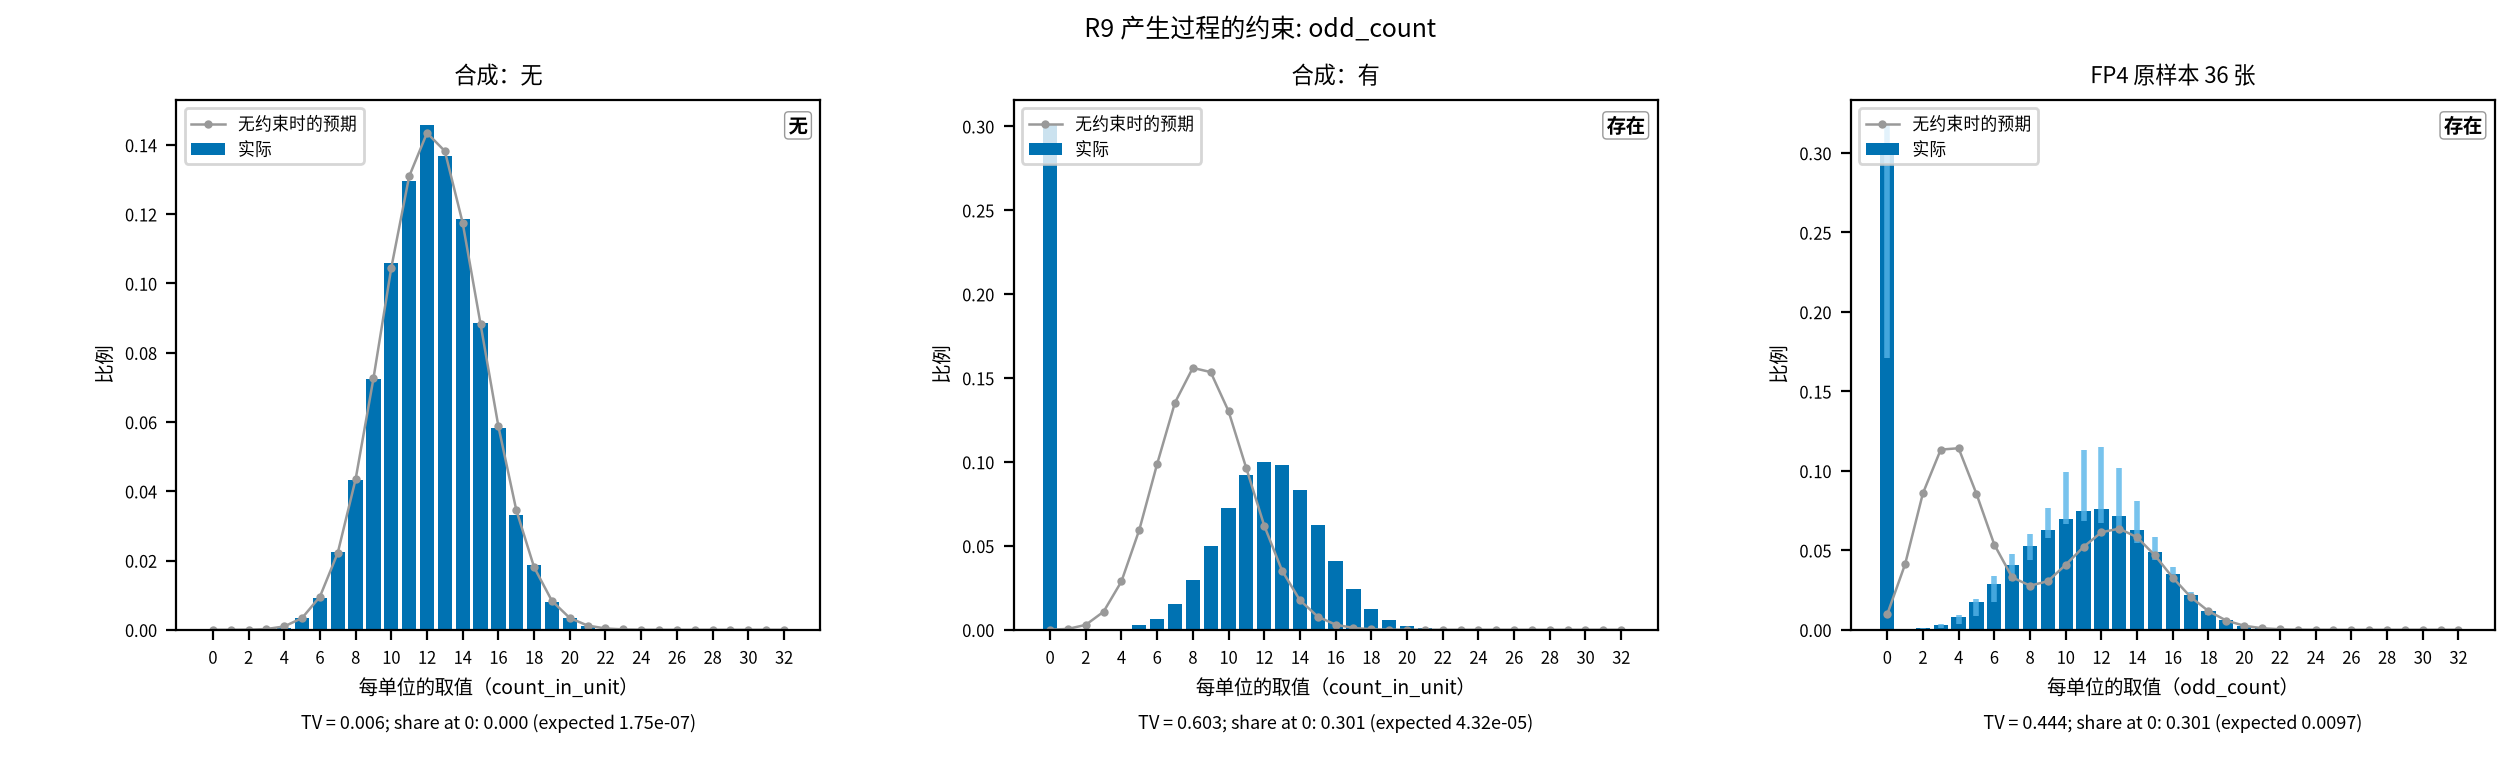 R9 产生过程的约束: odd_count
合成：无
无约束时的预期
实际
无
0.14
0.12
0.10
0.08
0.06
0.04
0.02
0.00
比例
0 2 4 6 8 10 12 14 16 18 20 22 24 26 28 30 32
每单位的取值（count_in_unit）
TV = 0.006; share at 0: 0.000 (expected 1.75e-07)
合成：有
无约束时的预期
实际
存在
0.30
0.25
0.20
0.15
0.10
0.05
0.00
比例
0 2 4 6 8 10 12 14 16 18 20 22 24 26 28 30 32
每单位的取值（count_in_unit）
TV = 0.603; share at 0: 0.301 (expected 4.32e-05)
FP4 原样本 36 张
无约束时的预期
实际
存在
0.30
0.25
0.20
0.15
0.10
0.05
0.00
比例
0 2 4 6 8 10 12 14 16 18 20 22 24 26 28 30 32
每单位的取值（odd_count）
TV = 0.444; share at 0: 0.301 (expected 0.0097)